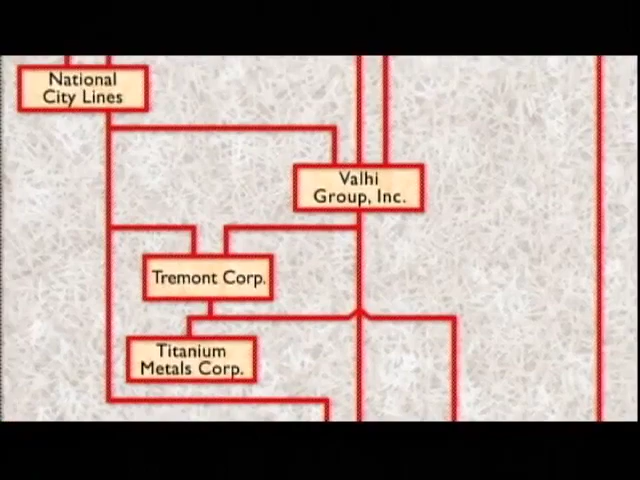 National
City Lines
Valhi
Group, Inc.
Tremont Corp.
Titanium
Metals Corp.